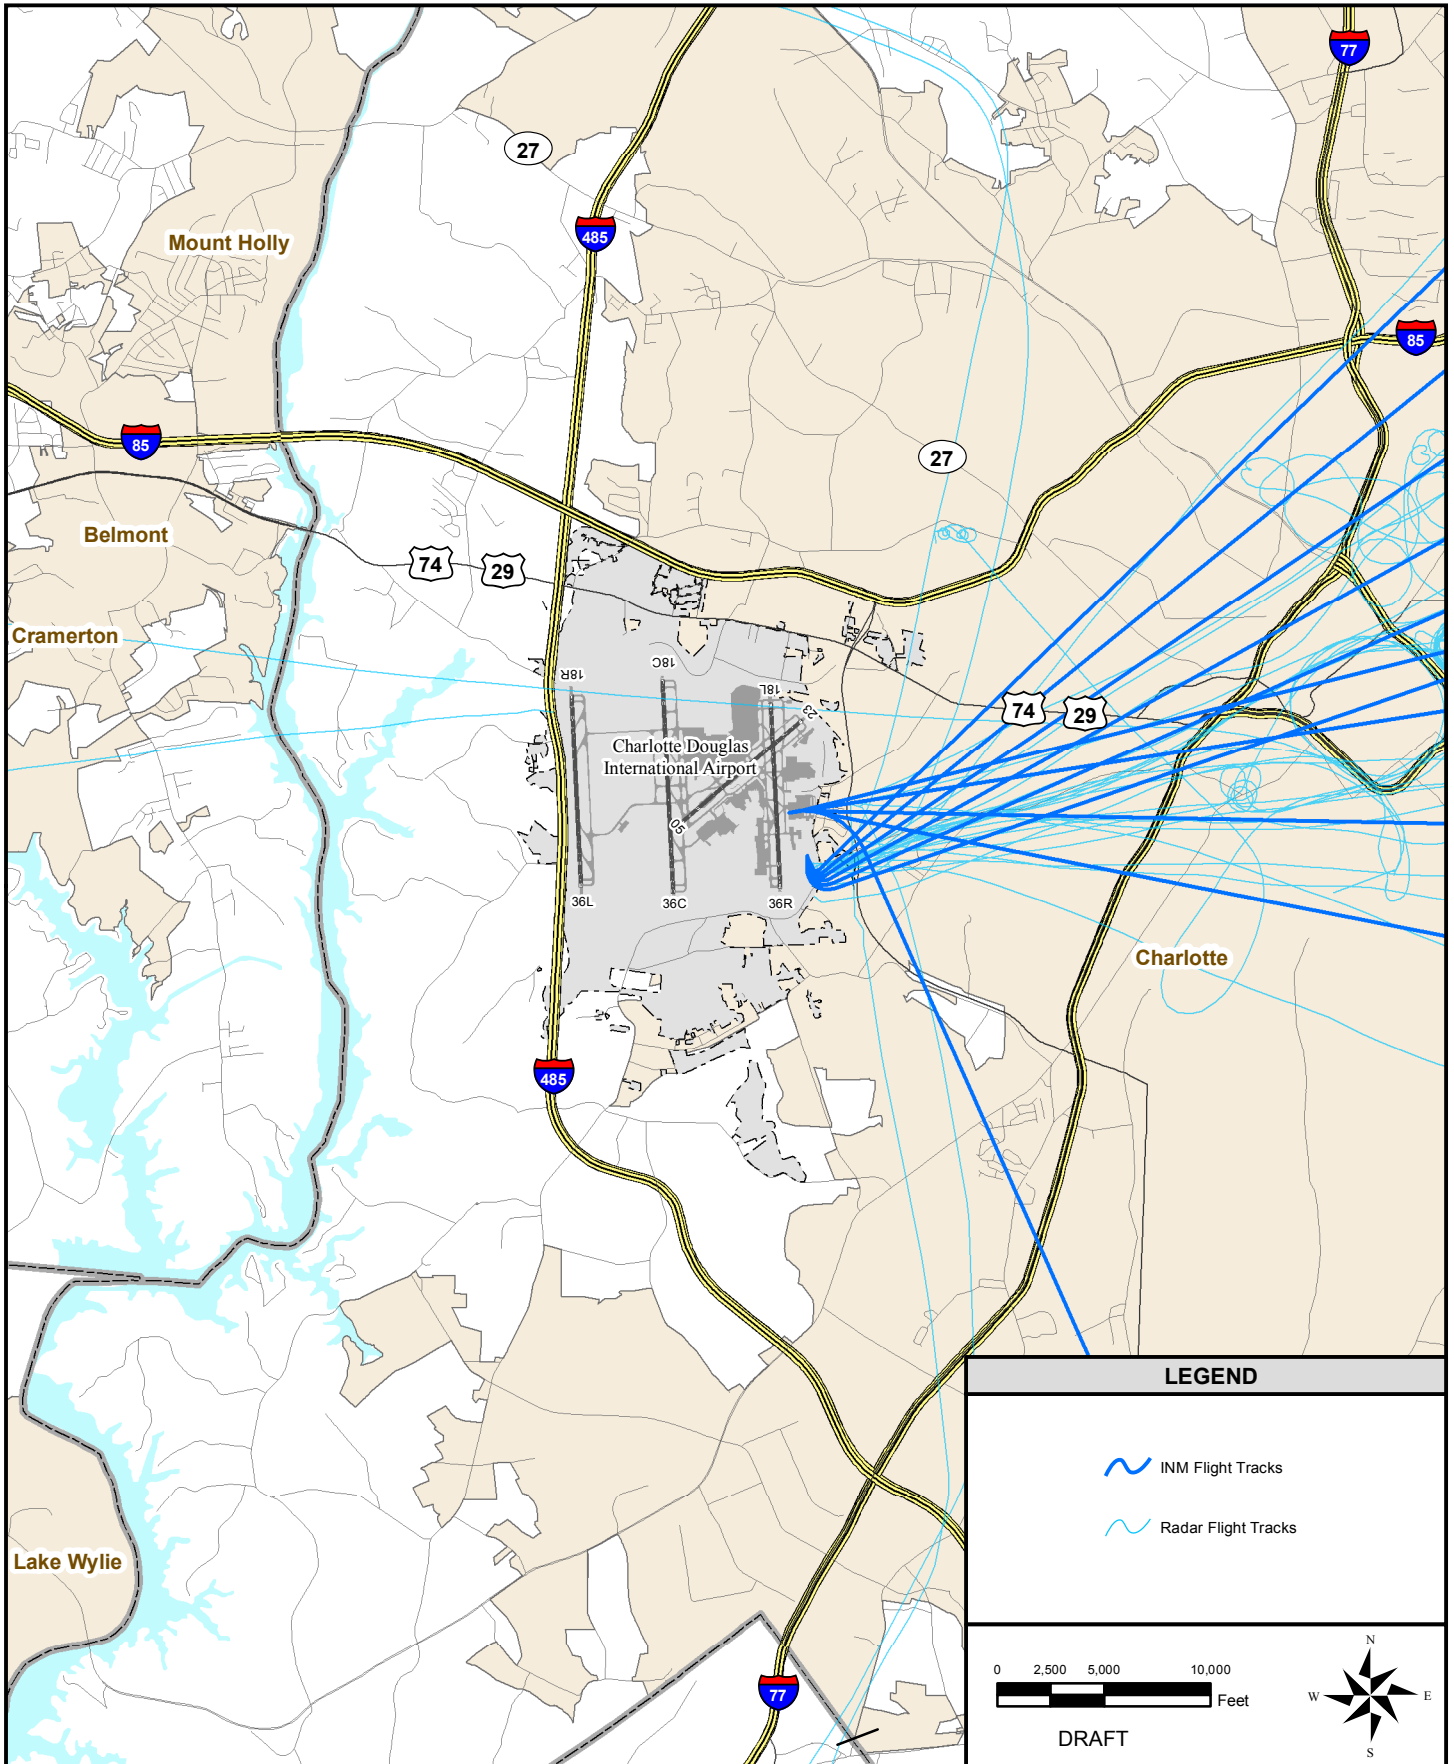 77
27
485
Mount Holly
85
85
27
Belmont
74
29
Cramerton
18R
18C
18L
23
74
29
Charlotte Douglas
International Airport
05
36L
36C
36R
Charlotte
485
LEGEND
INM Flight Tracks
Radar Flight Tracks
Lake Wylie
77
0 2,500 5,000 10,000
Feet
DRAFT
N
W
E
S